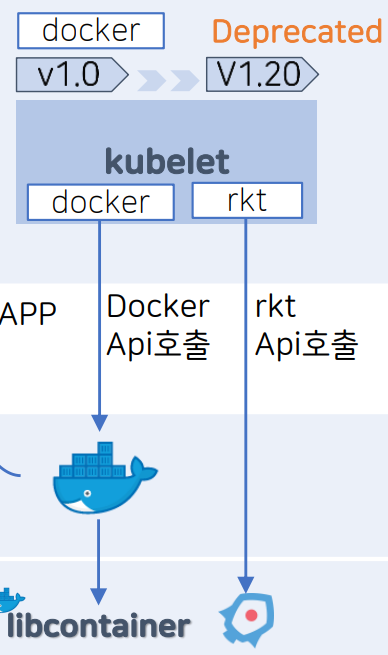 docker
Deprecated
v1.0
V1.20
kubelet
docker
rkt
APP
Docker
Api호출
rkt
Api호출
libcontainer